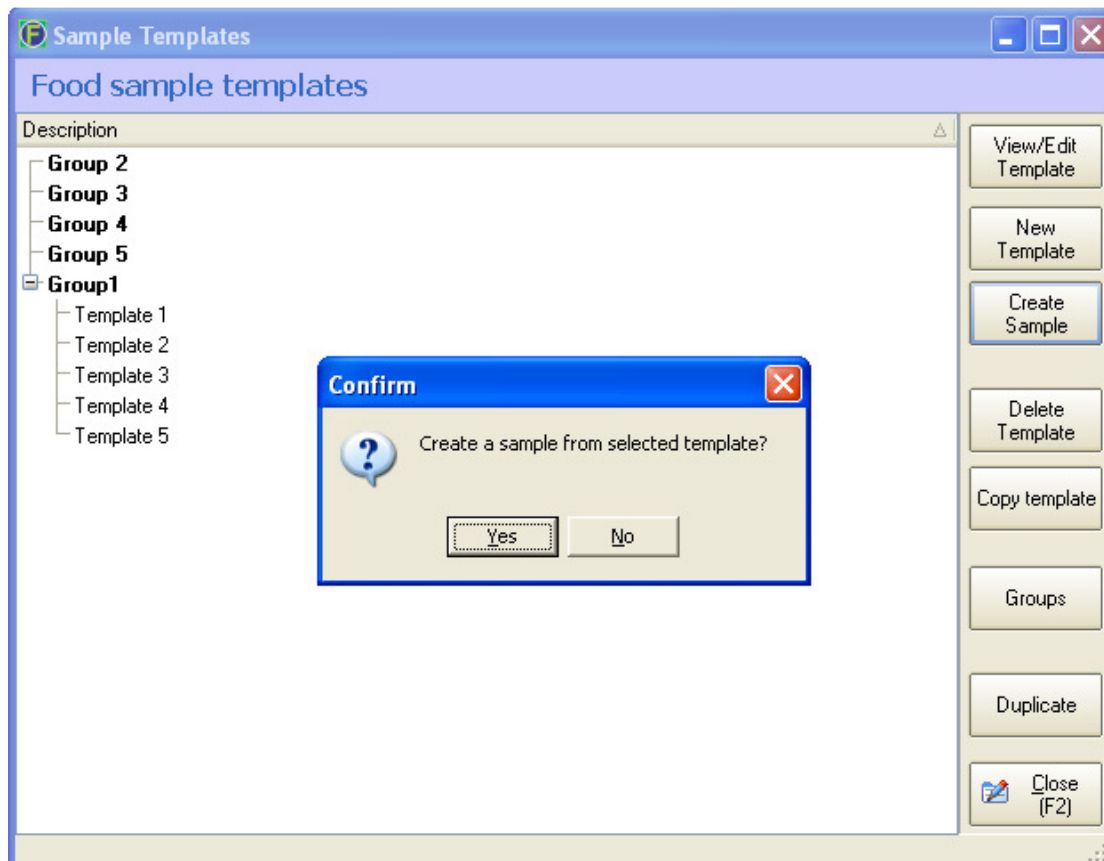 Sample Templates
Food sample templates
Description
Group 2
Group 3
Group 4
Group 5
Group1
Template 1
Template 2
Template 3
Template 4
Template 5
Confirm
Create a sample from selected template?
Yes
No
View/Edit
Template
New
Template
Create
Sample
Delete
Template
Copy template
Groups
Duplicate
Close
(F2)